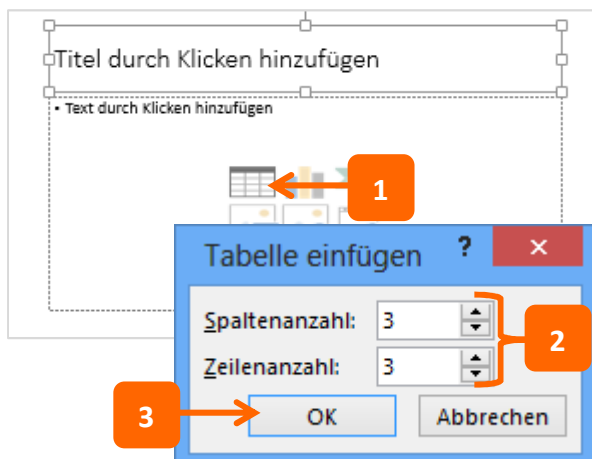 Titel durch Klicken hinzufügen
• Text durch Klicken hinzufügen
1
Tabelle einfügen ? ×
Spaltenanzahl: 3
2
Zeilenanzahl: 3
3 OK Abbrechen